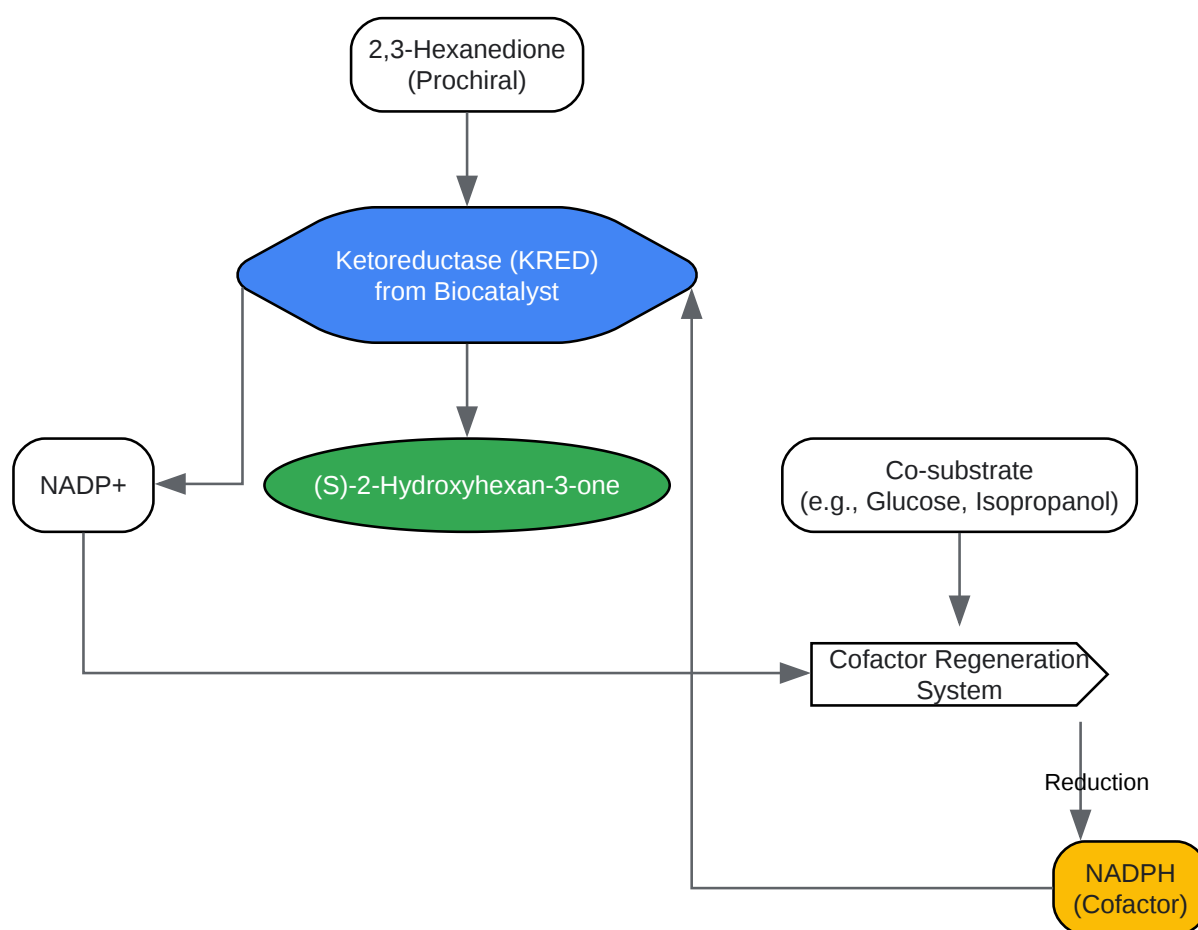 2,3-Hexanedione
(Prochiral)
Ketoreductase (KRED)
from Biocatalyst
NADP+
(S)-2-Hydroxyhexan-3-one
Co-substrate
(e.g., Glucose, Isopropanol)
Cofactor Regeneration
System
Reduction
NADPH
(Cofactor)